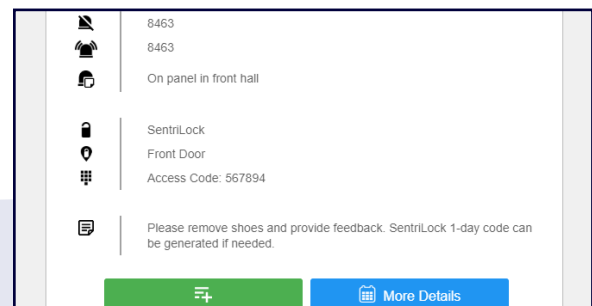 8463
8463
On panel in front hall
SentriLock
Front Door
Access Code: 567894
Please remove shoes and provide feedback. SentriLock 1-day code can
be generated if needed.
More Details